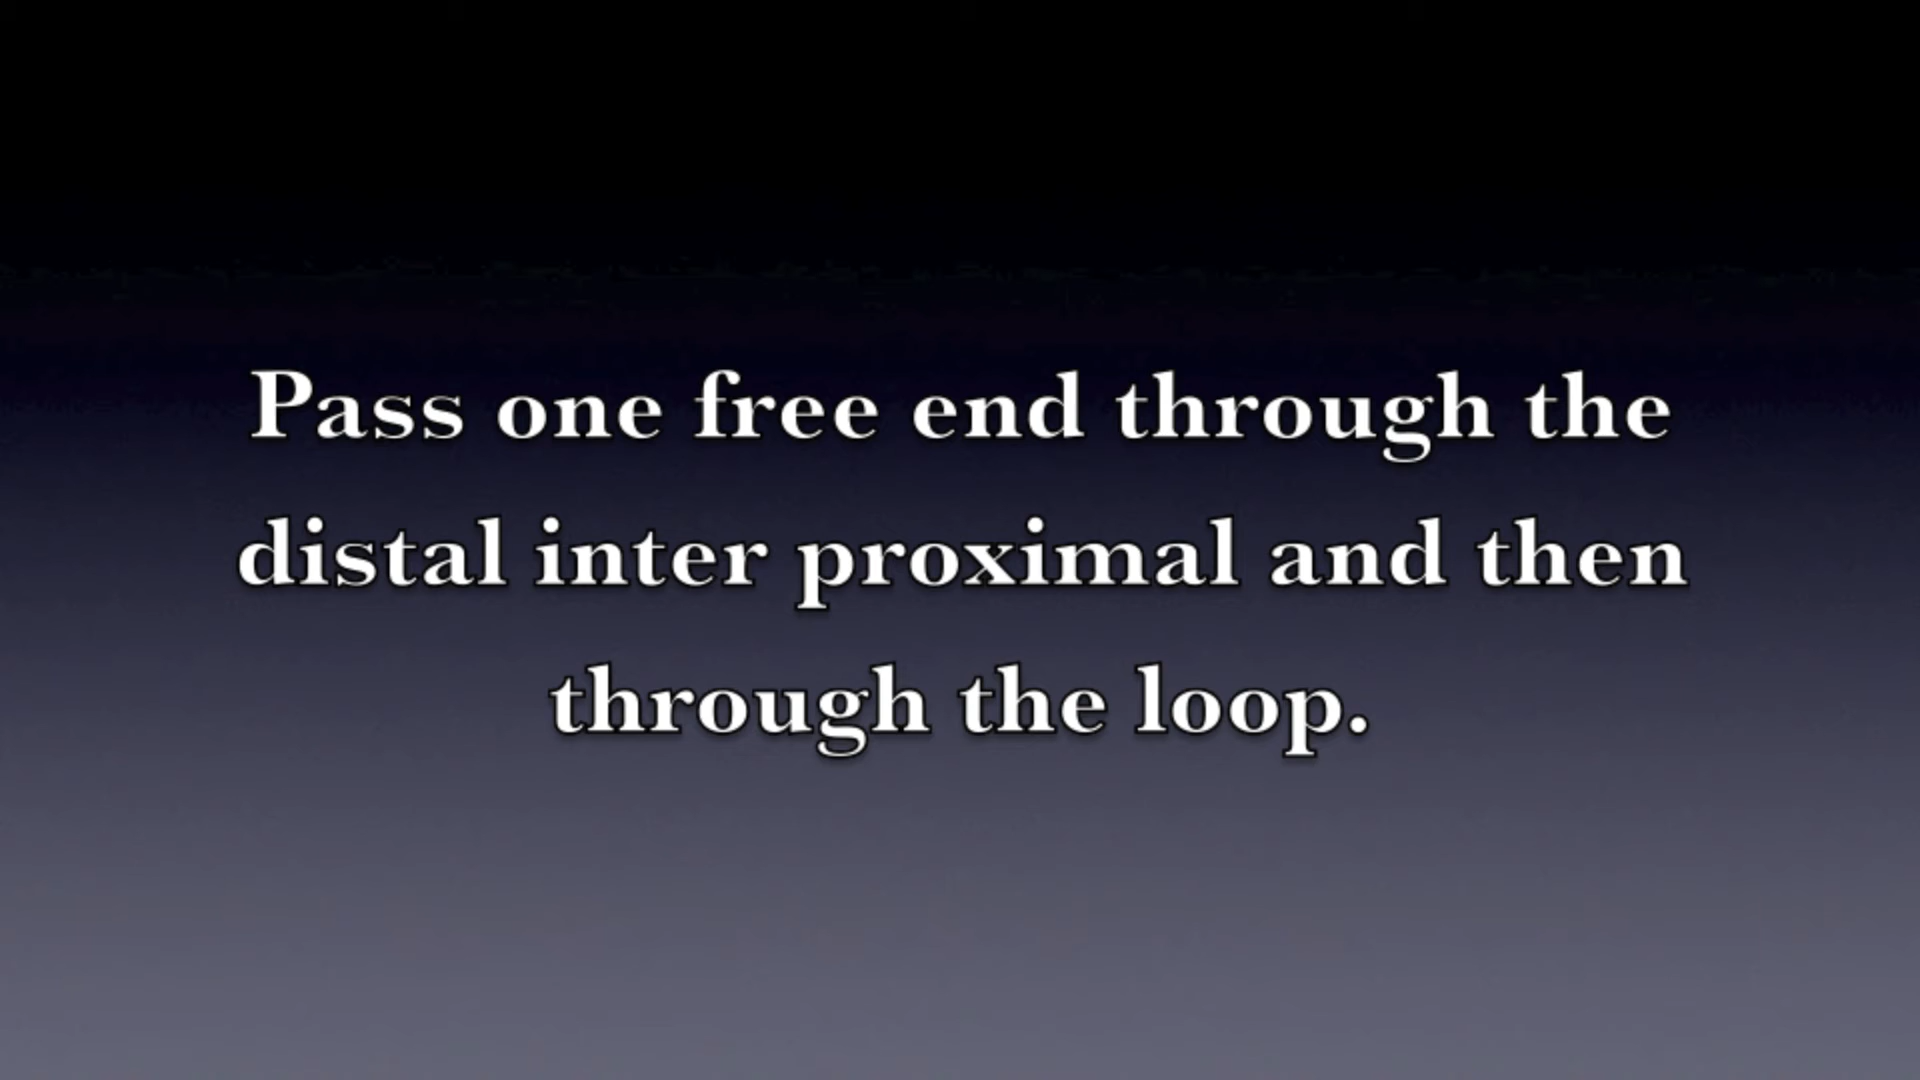 Pass one free end through the
distal inter proximal and then
through the loop.